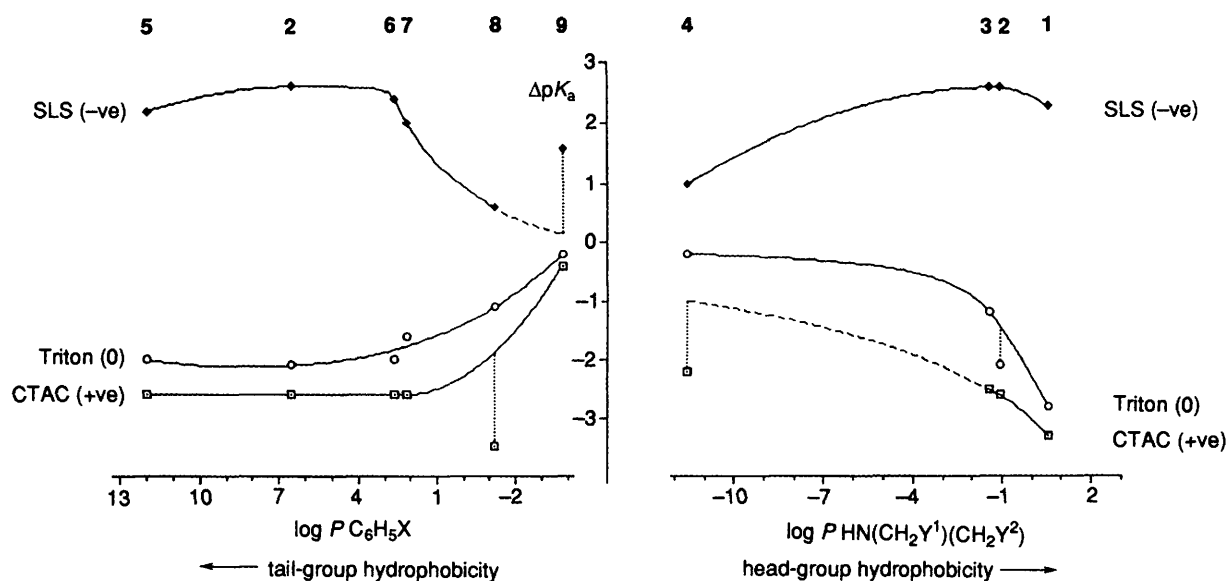 5 2 6 7 8 9
4 3 2 1
3
ΔpKa
2
1
0
−1
−2
−3
SLS (−ve)
Triton (0)
CTAC (+ve)
SLS (−ve)
Triton (0)
CTAC (+ve)
13 10 7 4 1 −2
−10 −7 −4 −1 2
log P C6H5X
log P HN(CH2Y1)(CH2Y2)
tail-group hydrophobicity
head-group hydrophobicity